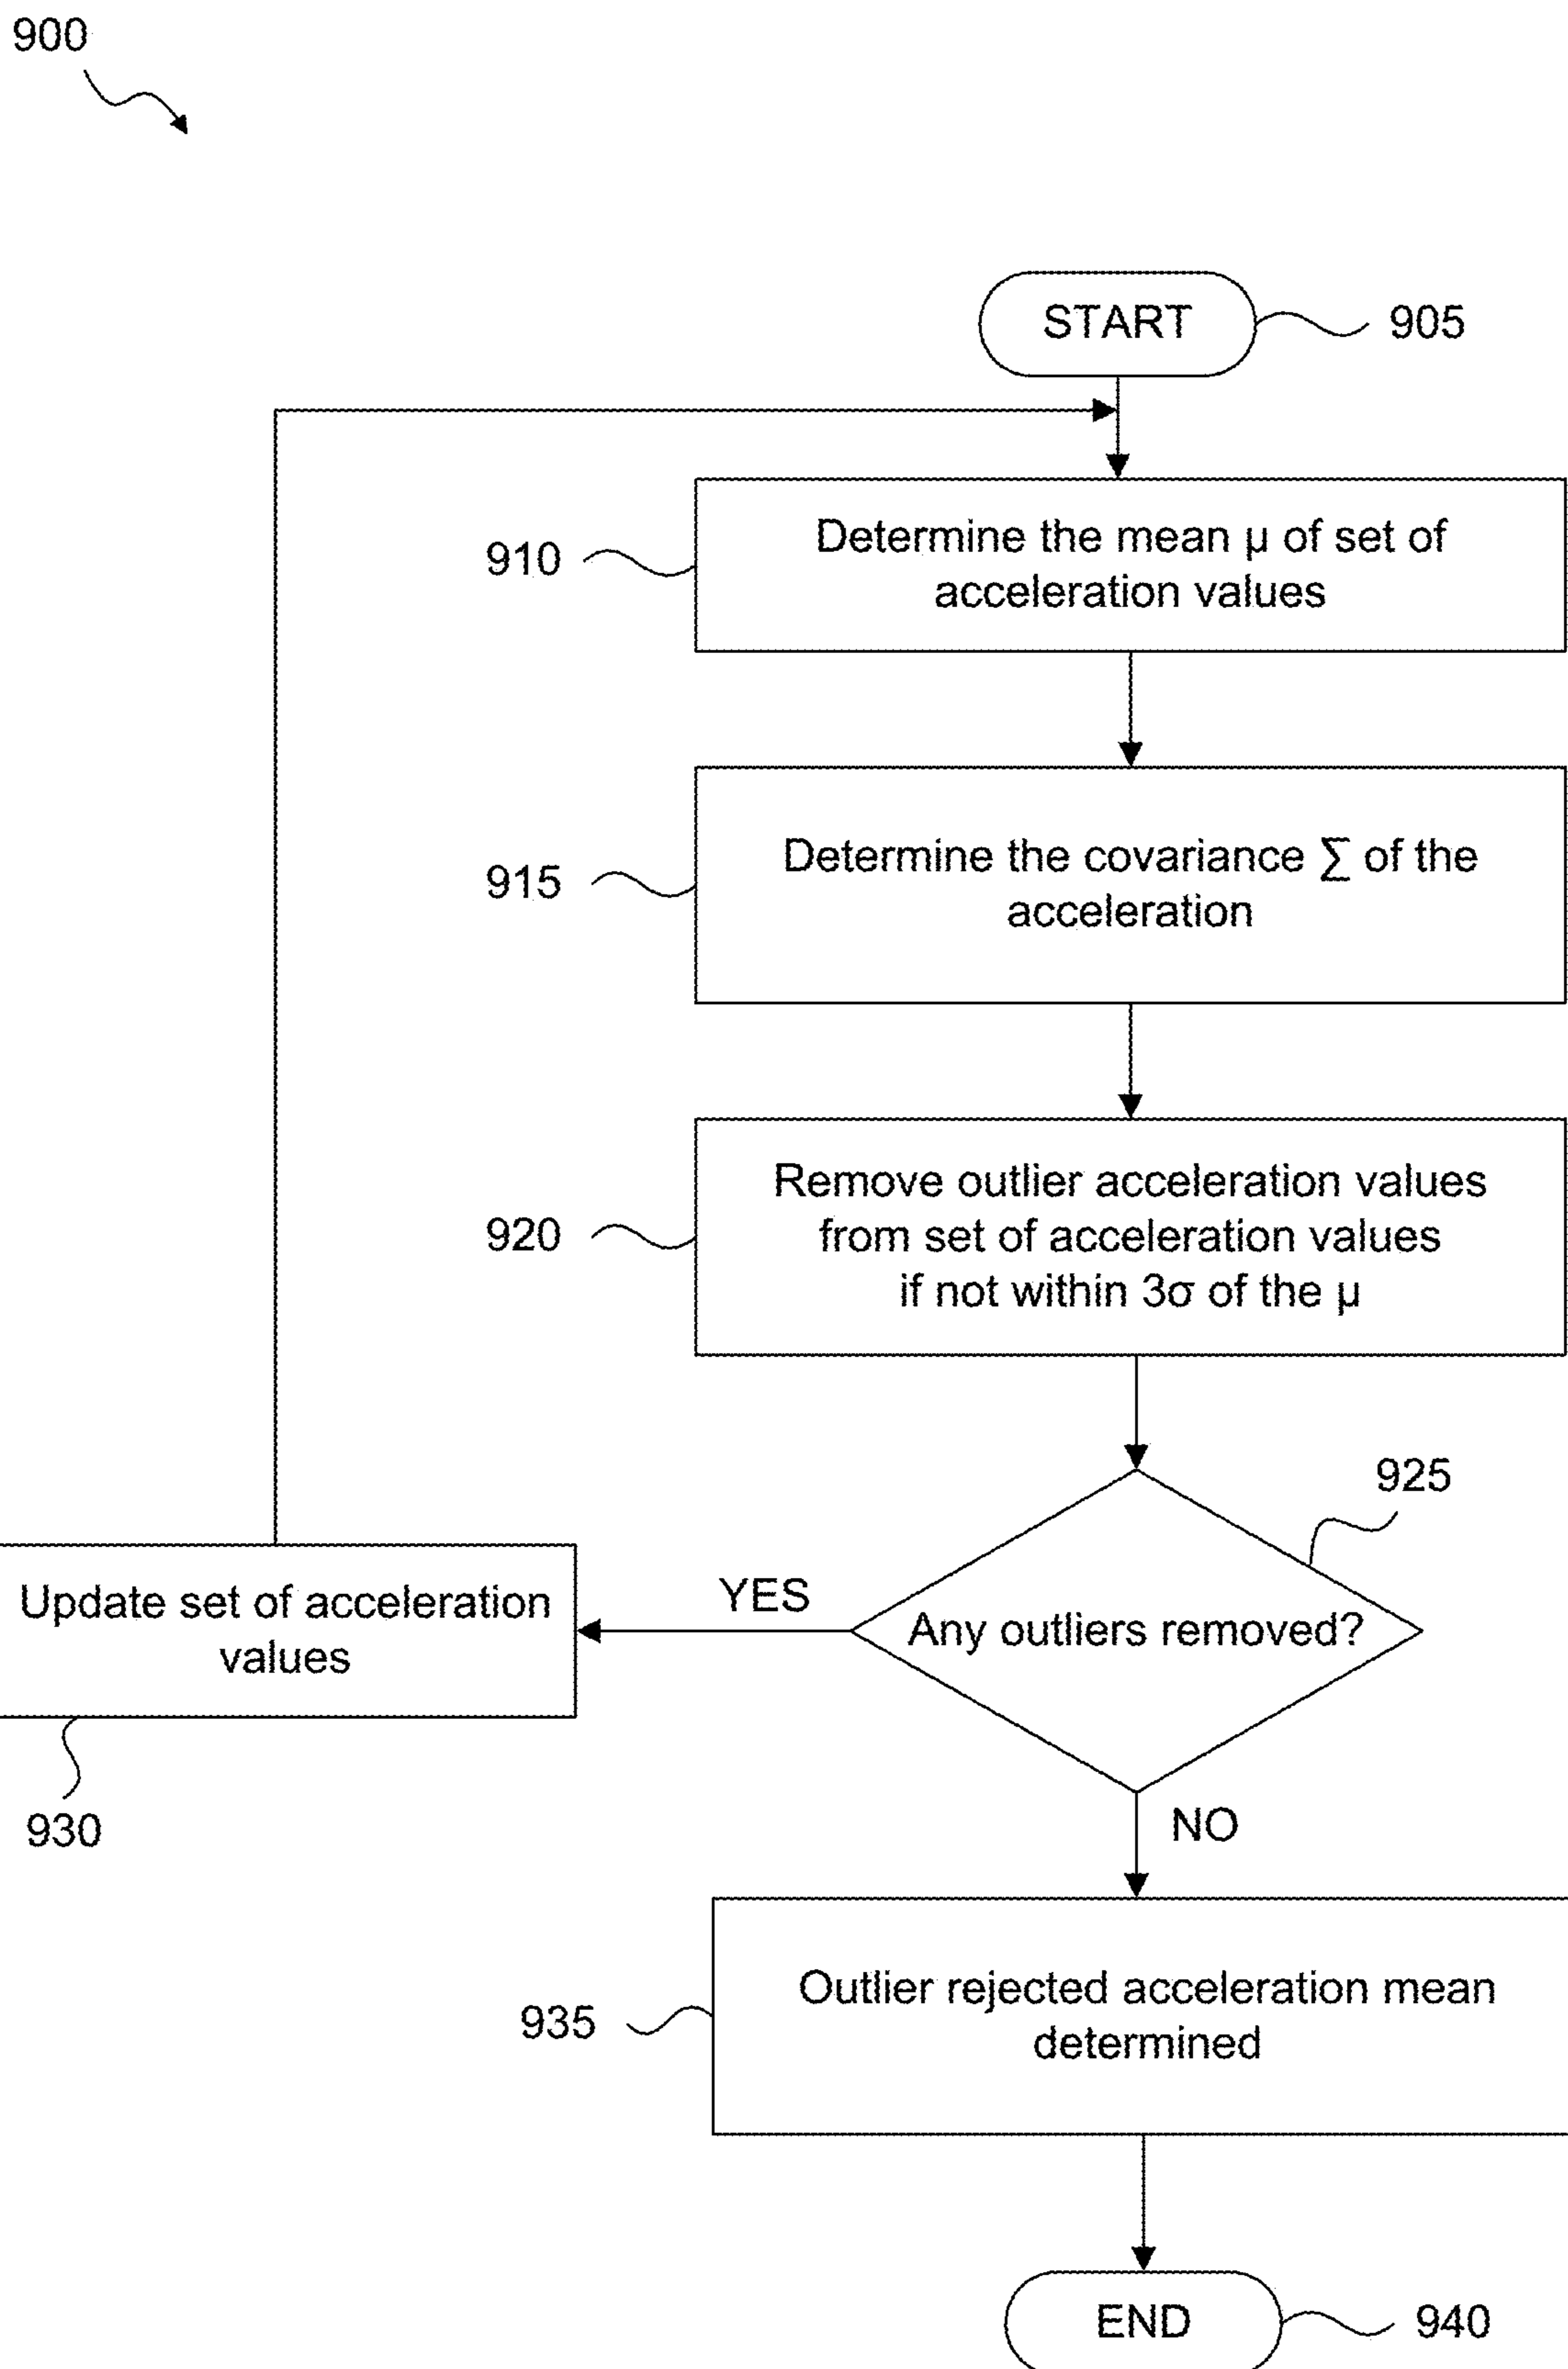 900
START
905
910
Determine the mean μ of set of
acceleration values
915
Determine the covariance ∑ of the
acceleration
920
Remove outlier acceleration values
from set of acceleration values
if not within 3σ of the μ
925
Any outliers removed?
YES
Update set of acceleration
values
930
NO
935
Outlier rejected acceleration mean
determined
END
940